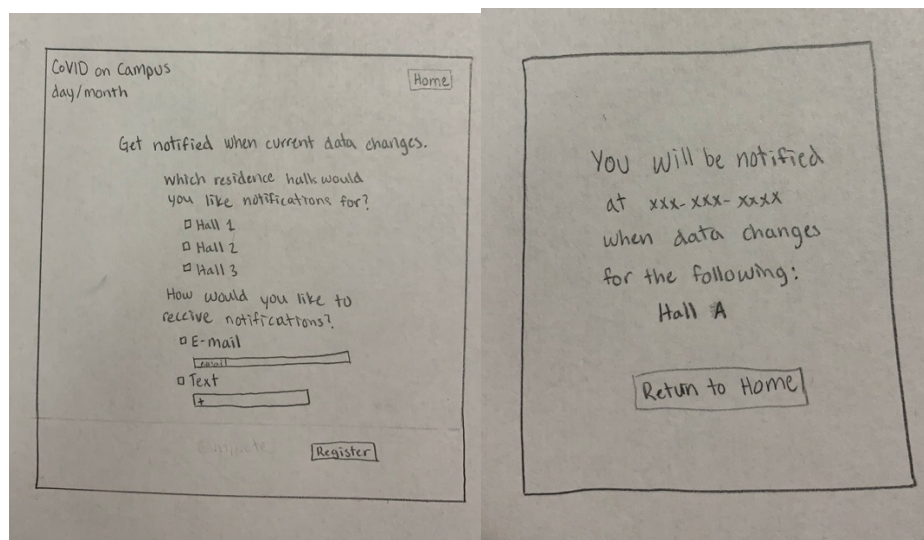 CoVID on Campus
Home
day/month
Get notified when current data changes.
Which residence halls would
you like notifications for?
Hall 1
Hall 2
Hall 3
How would you like to
receive notifications?
E-mail
email
Text
+
Register
You will be notified
at xxx-xxx-xxxx
when data changes
for the following:
Hall A
Return to Home